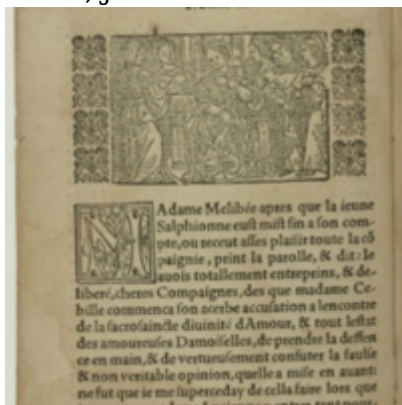 MAdame Melibée apres que la ieune
Salphionne eust mist fin a son com-
pte, ou receut asses plaisir toute la cõ
paignie, print la parolle, & dit: Ie
auois totallement entreprins, & de-
liberé, cheres Compaignes, des que madame Ce-
bille commenca son acerbe accusation a lencontre
de la sacrosaincte diuinité dAmour, & tout lestat
des amoureuses Damoiselles, de prendre la deffen
ce en main, & de vertueusement confuter la faulse
& non veritable opinion, quelle a mise en auant:
ne fut que ie me superceday de cella faire lors que